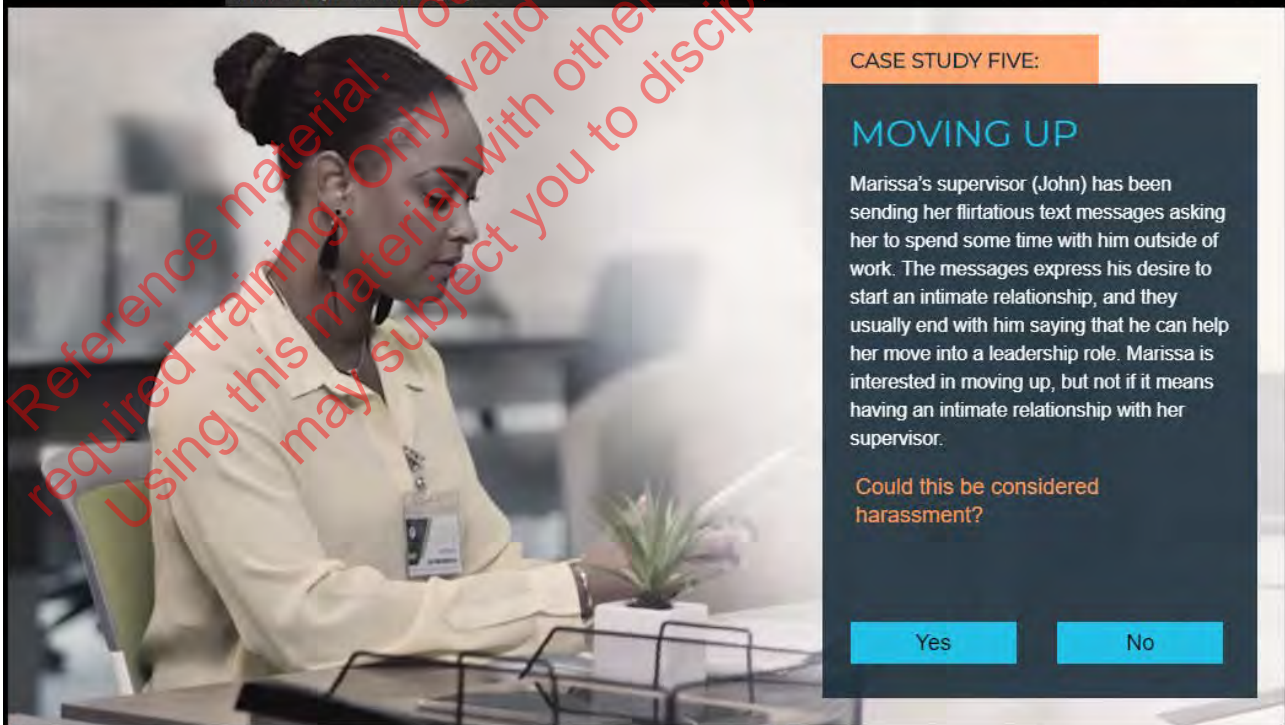 CASE STUDY FIVE:
MOVING UP
Marissa's supervisor (John) has been
sending her flirtatious text messages asking
her to spend some time with him outside of
work. The messages express his desire to
start an intimate relationship, and they
usually end with him saying that he can help
her move into a leadership role. Marissa is
interested in moving up, but not if it means
having an intimate relationship with her
supervisor.
Could this be considered
harassment?
Yes
No
Reference material. You
required training. Only valid
Using this material with other
may subject you to discip